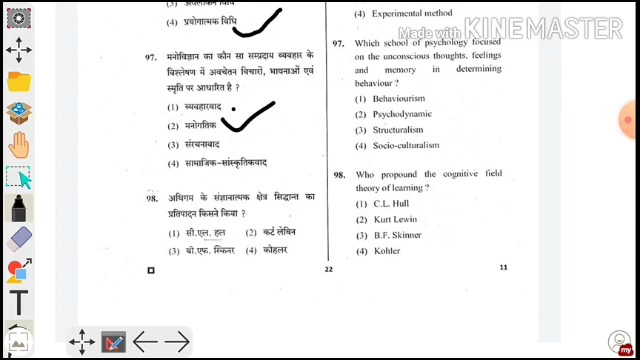 (3) अवलोकन विधि
(4) प्रयोगात्मक विधि
97. मनोविज्ञान का कौन सा सम्प्रदाय व्यवहार के
विश्लेषण में अवचेतन विचारों, भावनाओं एवं
स्मृति पर आधारित है ?
(1) व्यवहारवाद
(2) मनोगतिक
(3) संरचनावाद
(4) सामाजिक-सांस्कृतिकवाद
98. अधिगम के संज्ञानात्मक क्षेत्र सिद्धान्त का
प्रतिपादन किसने किया ?
(1) सी.एल. हल (2) कर्ट लेविन
(3) बी.एफ. स्किनर (4) कोहलर
22
(4) Experimental method
Made with KINEMASTER
97. Which school of psychology focused
on the unconscious thoughts. feelings
and memory in determining
behaviour ?
(1) Behaviourism
(2) Psychodynamic
(3) Structuralism
(4) Socio-culturalism
98. Who propound the cognitive field
theory of learning ?
(1) C.L. Hull
(2) Kurt Lewin
(3) B.F. Skinner
(4) Kohler
11
T
my